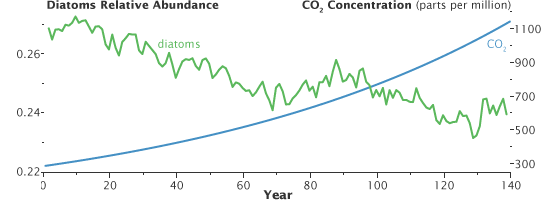 Diatoms Relative Abundance
CO₂ Concentration (parts per million)
diatoms
CO₂
0.26
0.24
0.22
1100
900
700
500
300
0 20 40 60 80 100 120 140
Year